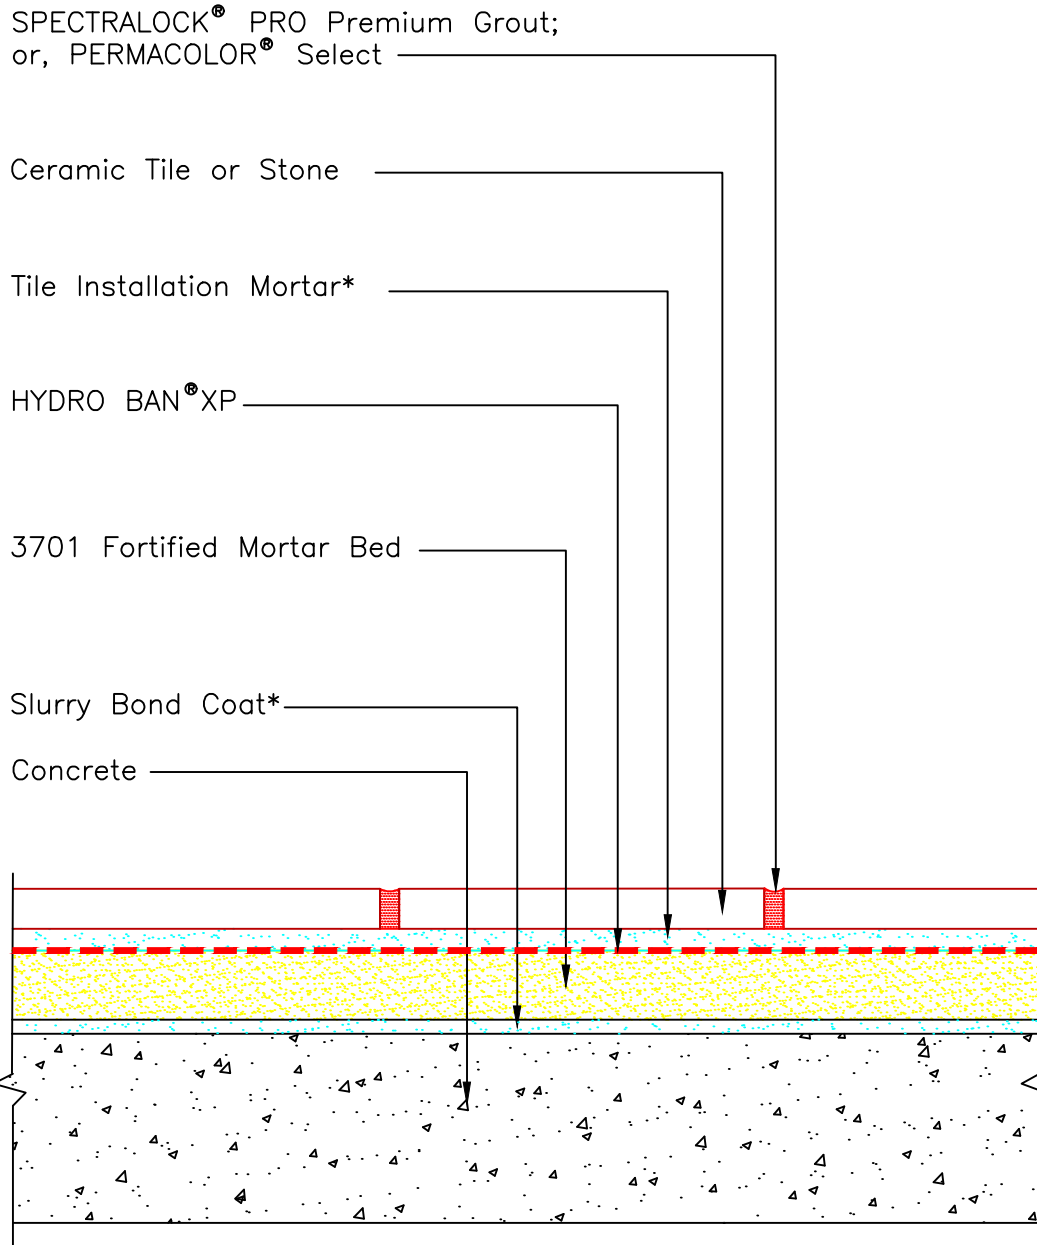 SPECTRALOCK® PRO Premium Grout;
or, PERMACOLOR® Select
Ceramic Tile or Stone
Tile Installation Mortar*
HYDRO BAN®XP
3701 Fortified Mortar Bed
Slurry Bond Coat*
Concrete